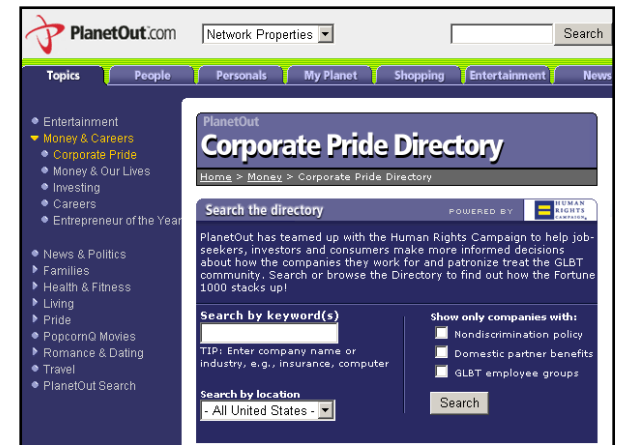 PlanetOut.com
Network Properties
Search
Topics People Personals My Planet Shopping Entertainment News
Entertainment
Money & Careers
Corporate Pride
Money & Our Lives
Investing
Careers
Entrepreneur of the Year
News & Politics
Families
Health & Fitness
Living
Pride
PopcornQ Movies
Romance & Dating
Travel
PlanetOut Search
PlanetOut
Corporate Pride Directory
Home > Money > Corporate Pride Directory
Search the directory
POWERED BY
HUMAN
RIGHTS
CAMPAIGN
PlanetOut has teamed up with the Human Rights Campaign to help job-
seekers, investors and consumers make more informed decisions
about how the companies they work for and patronize treat the GLBT
community. Search or browse the Directory to find out how the Fortune
1000 stacks up!
Search by keyword(s)
TIP: Enter company name or
industry, e.g., insurance, computer
Search by location
- All United States -
Show only companies with:
Nondiscrimination policy
Domestic partner benefits
GLBT employee groups
Search